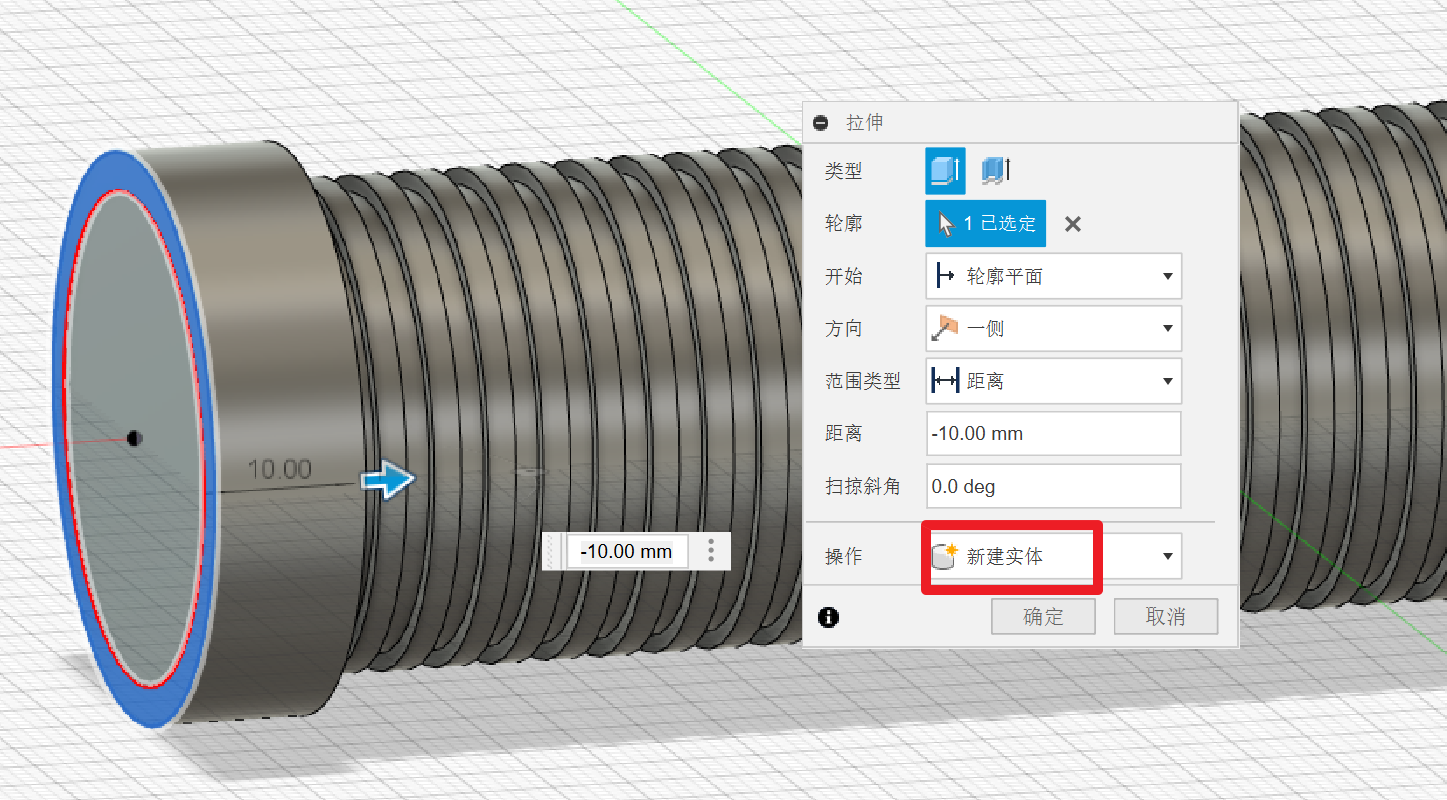 拉伸
类型
轮廓
1 已选定
开始
轮廓平面
方向
一侧
范围类型
距离
距离
-10.00 mm
扫掠斜角
0.0 deg
操作
新建实体
确定
取消
10.00
-10.00 mm